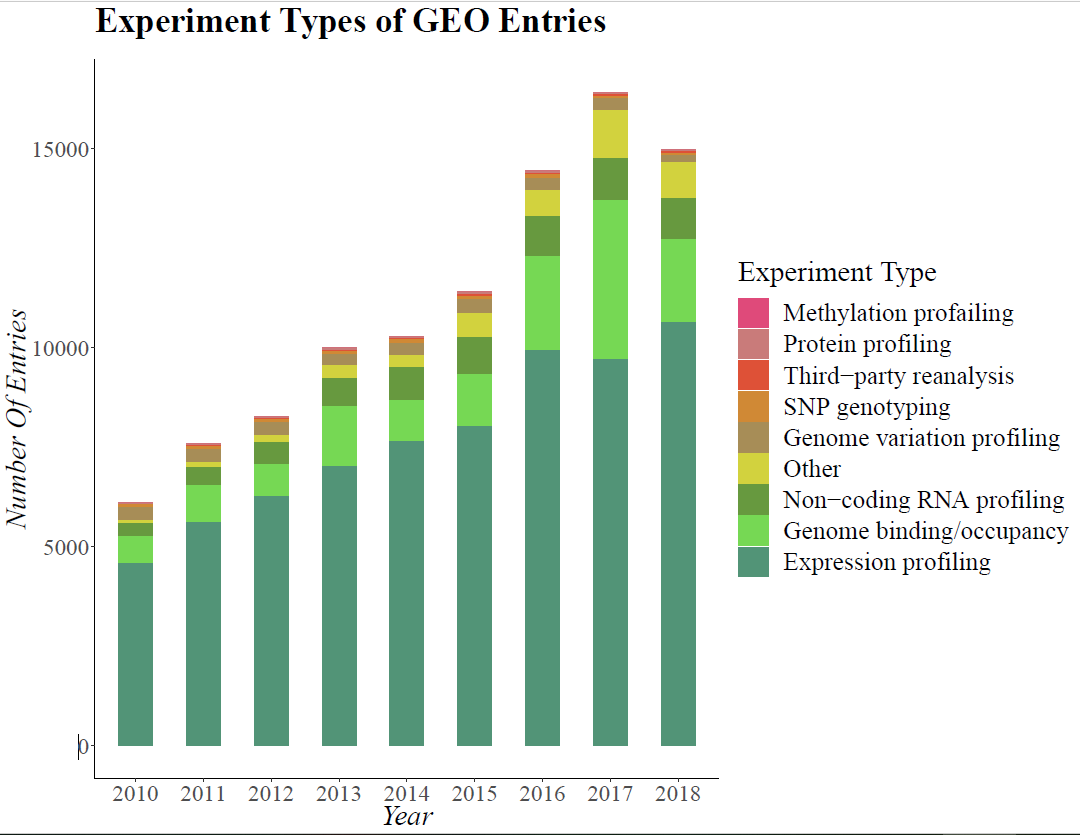 Experiment Types of GEO Entries
Number Of Entries
15000
10000
5000
0
2010 2011 2012 2013 2014 2015 2016 2017 2018
Year
Experiment Type
Methylation profailing
Protein profiling
Third−party reanalysis
SNP genotyping
Genome variation profiling
Other
Non−coding RNA profiling
Genome binding/occupancy
Expression profiling